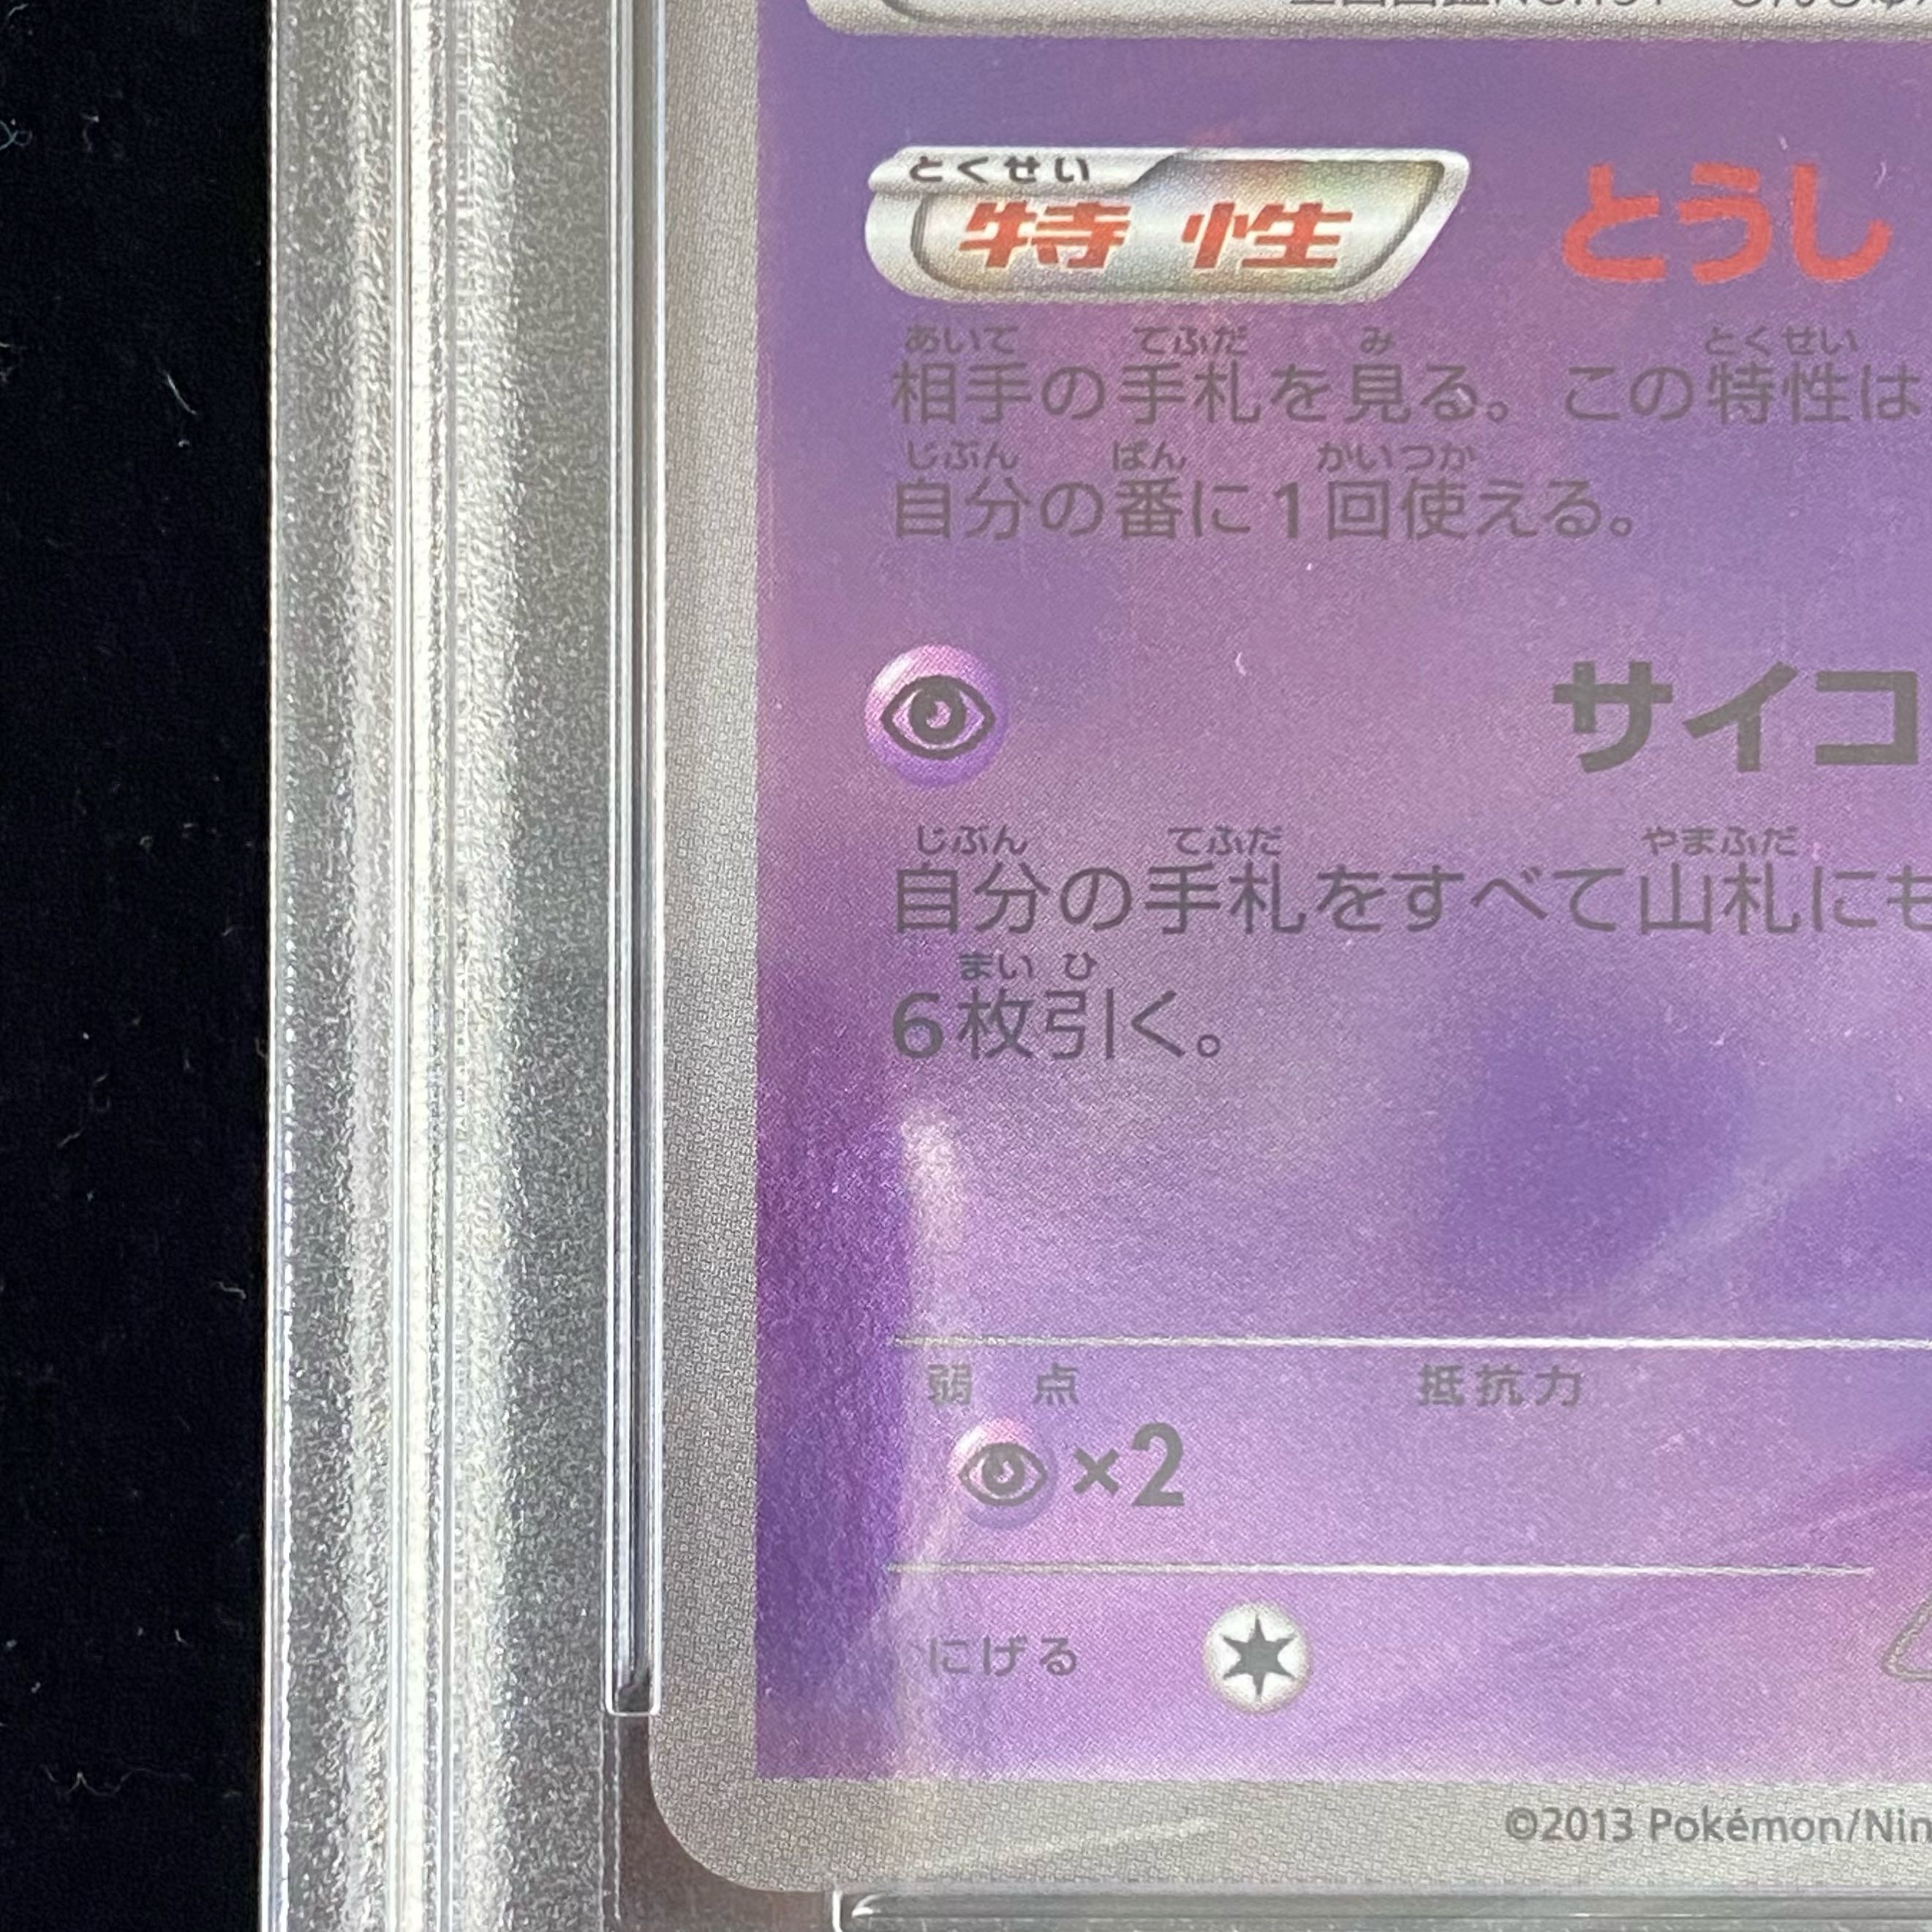 とくせい
特性 とうし
あいて てふだ み とくせい
相手の手札を見る。この特性は
じぶん ばん かいつか
自分の番に1回使える。
サイコ
じぶん てふだ やまふだ
自分の手札をすべて山札にも
まい ひ
6枚引く。
弱点 抵抗力
×2
にげる
©2013 Pokémon/Nin